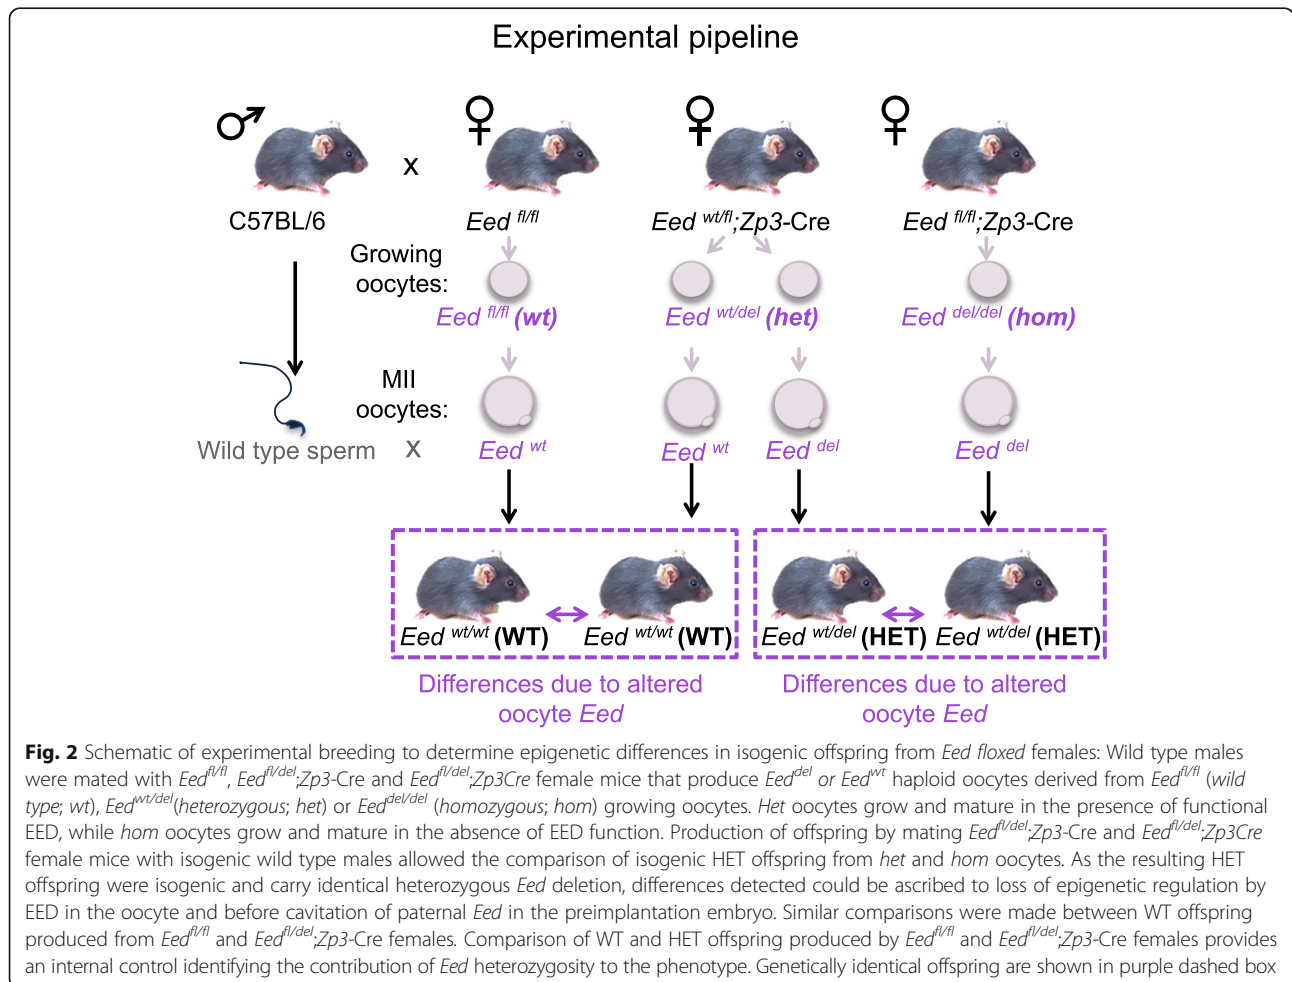 Experimental pipeline
♂ ♀ ♀ ♀
x
C57BL/6 Eed fl/fl Eed wt/fl;Zp3-Cre Eed fl/fl;Zp3-Cre
Growing
oocytes:
Eed fl/fl (wt) Eed wt/del (het) Eed del/del (hom)
MII
oocytes:
Wild type sperm x Eed wt Eed wt Eed del Eed del
Eed wt/wt (WT) Eed wt/wt (WT) Eed wt/del (HET) Eed wt/del (HET)
Differences due to altered
oocyte Eed
Differences due to altered
oocyte Eed
Fig. 2 Schematic of experimental breeding to determine epigenetic differences in isogenic offspring from Eed floxed females: Wild type males
were mated with Eedfl/fl, Eedfl/del;Zp3-Cre and Eedfl/del;Zp3Cre female mice that produce Eeddel or Eedwt haploid oocytes derived from Eedfl/fl (wild
type; wt), Eedwt/del(heterozygous; het) or Eeddel/del (homozygous; hom) growing oocytes. Het oocytes grow and mature in the presence of functional
EED, while hom oocytes grow and mature in the absence of EED function. Production of offspring by mating Eedfl/del;Zp3-Cre and Eedfl/del;Zp3Cre
female mice with isogenic wild type males allowed the comparison of isogenic HET offspring from het and hom oocytes. As the resulting HET
offspring were isogenic and carry identical heterozygous Eed deletion, differences detected could be ascribed to loss of epigenetic regulation by
EED in the oocyte and before cavitation of paternal Eed in the preimplantation embryo. Similar comparisons were made between WT offspring
produced from Eedfl/fl and Eedfl/del;Zp3-Cre females. Comparison of WT and HET offspring produced by Eedfl/fl and Eedfl/del;Zp3-Cre females provides
an internal control identifying the contribution of Eed heterozygosity to the phenotype. Genetically identical offspring are shown in purple dashed box